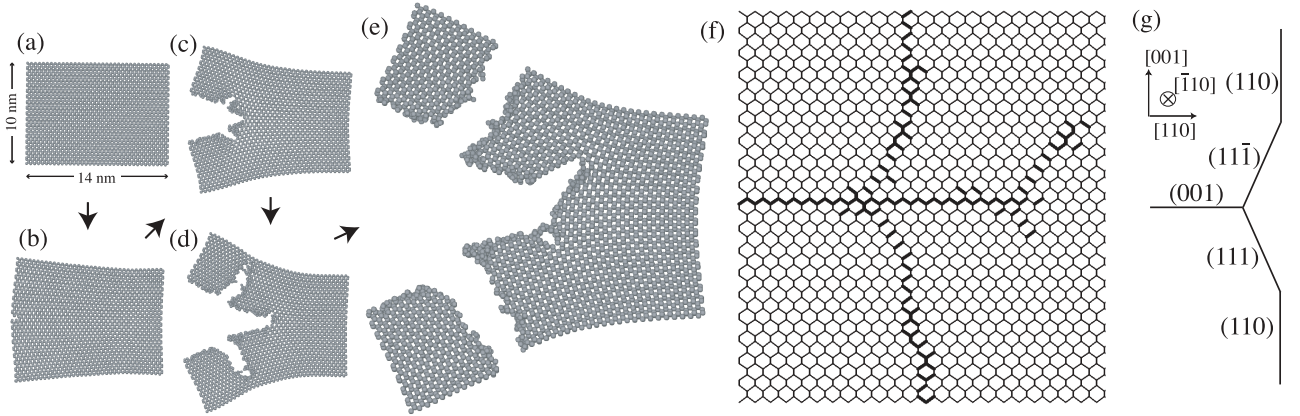 (a)
10 nm
14 nm
(b)
(c)
(d)
(e)
(f)
(g)
[001]
[1̄10]
[110]
(110)
(111̄)
(001)
(111)
(110)